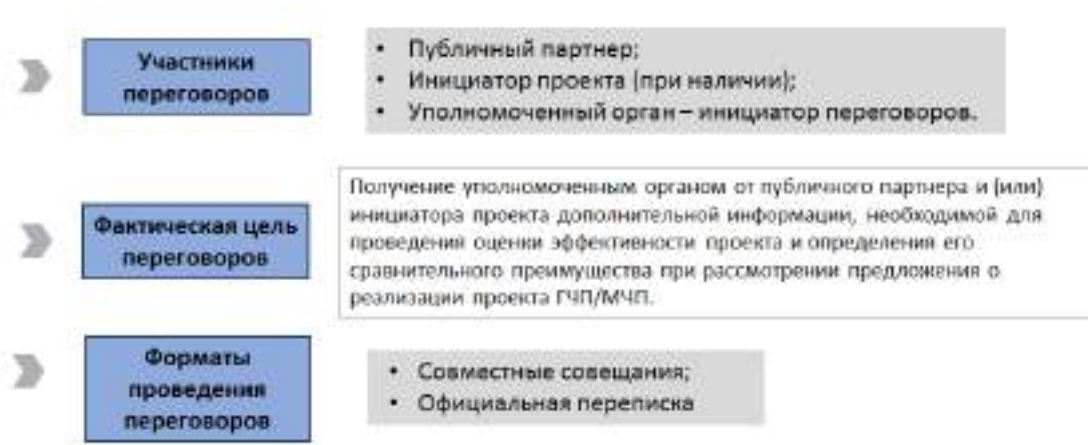 Участники
переговоров
• Публичный партнер;
• Инициатор проекта (при наличии);
• Уполномоченный орган – инициатор переговоров.
Фактическая цель
переговоров
Получение уполномоченным органом от публичного партнера и (или)
инициатора проекта дополнительной информации, необходимой для
проведения оценки эффективности проекта и определения его
сравнительного преимущества при рассмотрении предложения о
реализации проекта ГЧП/МЧП.
Форматы
проведения
переговоров
• Совместные совещания;
• Официальная переписка